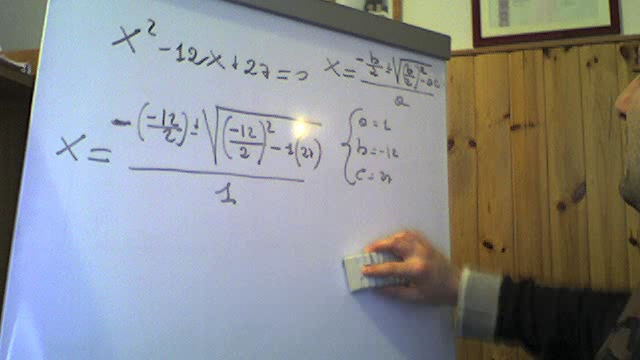 x² - 12x + 27 = 0
x = (-b/2 ± √((b/2)² - ac))/a
x = (-(-12/2) ± √((-12/2)² - 1(27)))/1
{ a = 1
b = -12
c = 27